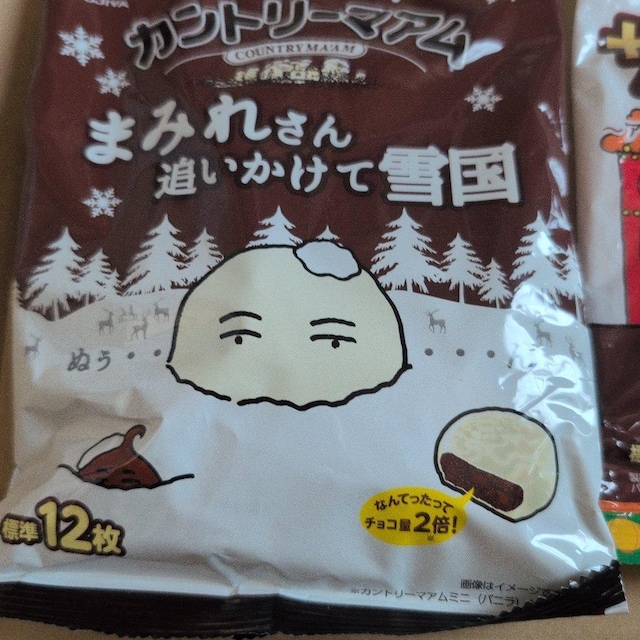 カントリーマアム
COUNTRY MA'AM
まみれさん
追いかけて雪国
ぬぅ・・
なんてったって
チョコ量2倍!
標準12枚
画像はイメージ
※カントリーマアムミニ(バニラ)